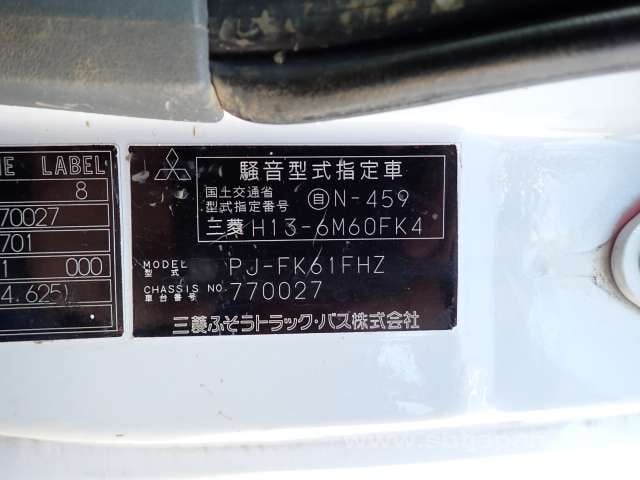 NE LABEL
8
70027
701
1 000
4.625
騒音型式指定車
国土交通省
型式指定番号 自N-459
三菱 H13-6M60FK4
MODEL
型式 PJ-FK61FHZ
CHASSIS NO.
車台番号 770027
三菱ふそうトラック・バス株式会社